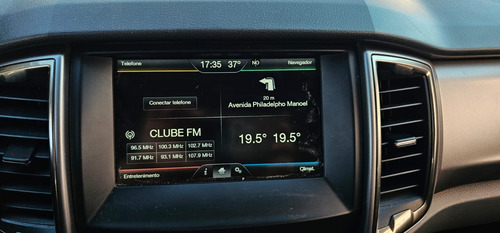 Telefone 17:35 37° NO Navegador
Conectar telefone
20 m
Avenida Philadelpho Manoel
CLUBE FM
19.5° 19.5°
96.5 MHz 100.3 MHz 102.7 MHz
91.7 MHz 93.1 MHz 107.9 MHz
Entretenimento i Climat.